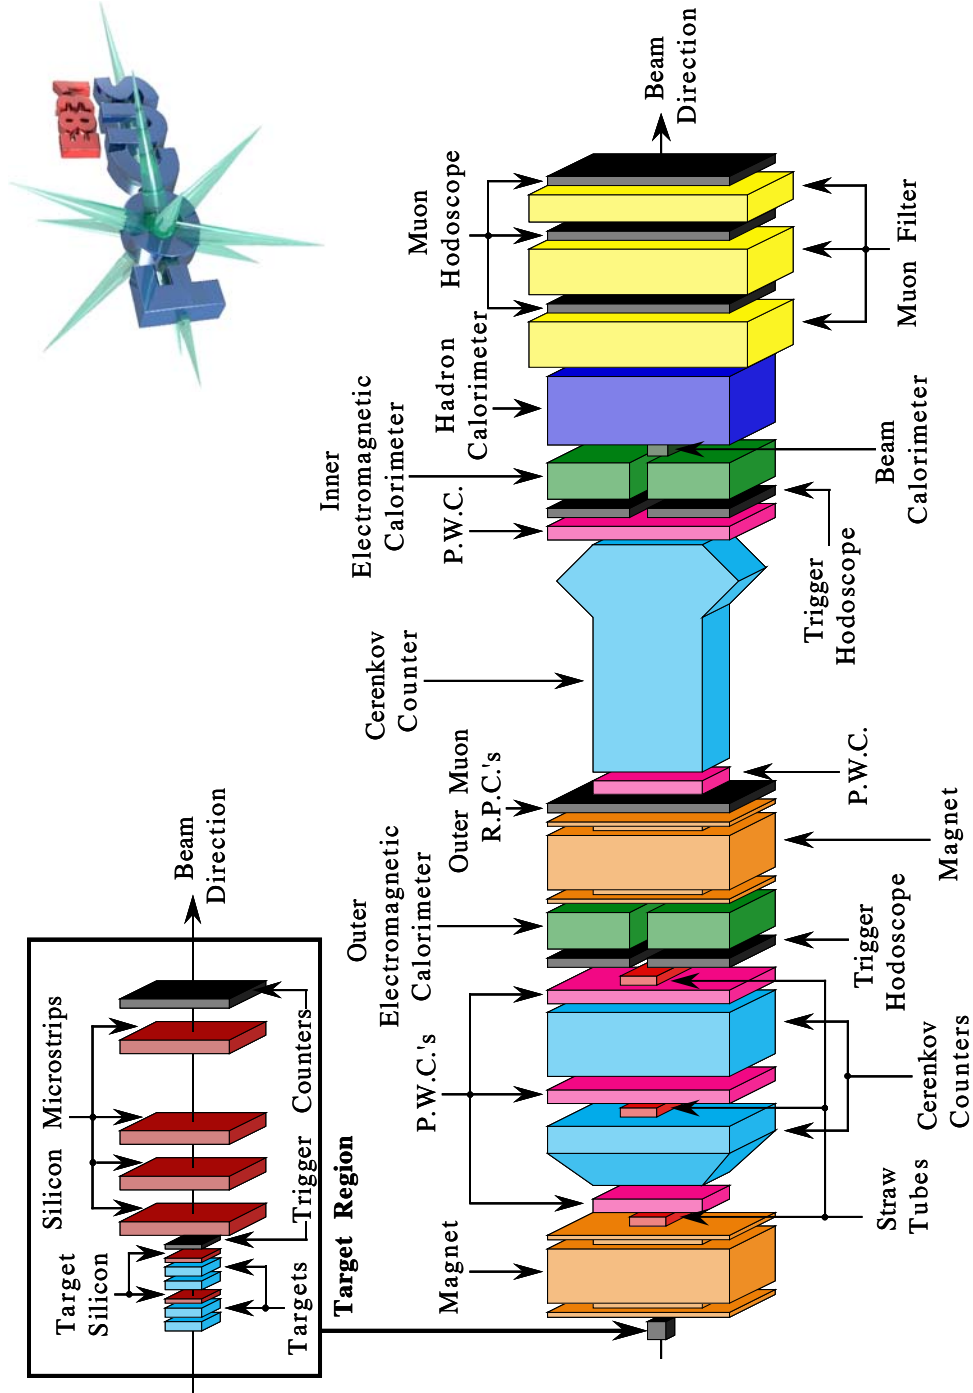 FOCUS
E831
Beam
Direction
Muon
Hodoscope
Muon Filter
Hadron
Calorimeter
Inner
Electromagnetic
Calorimeter
P.W.C.
Beam
Calorimeter
Trigger
Hodoscope
Cerenkov
Counter
Outer Muon
R.P.C.'s
P.W.C.
Magnet
Outer
Electromagnetic
Calorimeter
Trigger
Hodoscope
P.W.C.'s
Cerenkov
Counters
Straw
Tubes
Magnet
Beam
Direction
Silicon Microstrips
Trigger Counters
Target
Silicon
Targets
Target Region